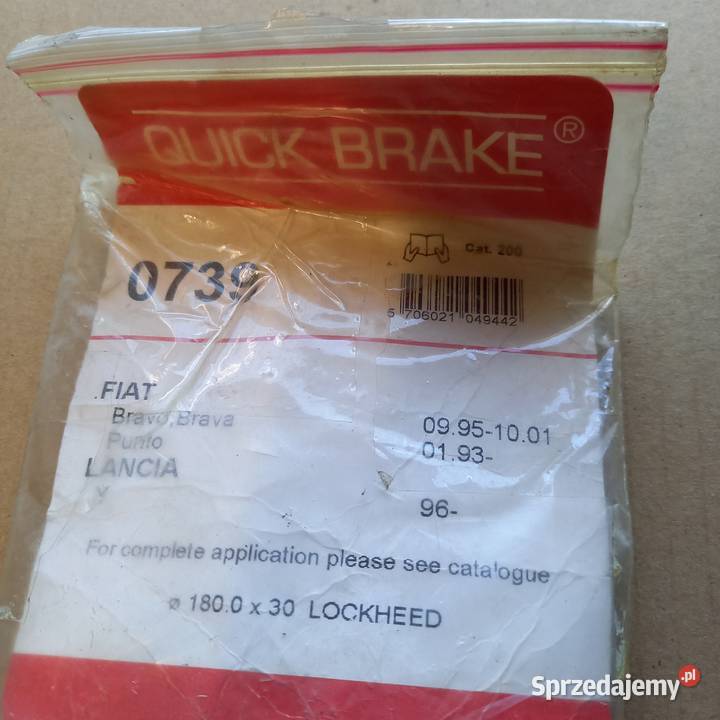 QUICK BRAKE®
0739
Cat. 200
5 706021 049442
.FIAT
Bravo,Brava 09.95-10.01
Punto 01.93-
LANCIA
Y 96-
For complete application please see catalogue
ø 180.0 x 30 LOCKHEED
Sprzedajemy.pl